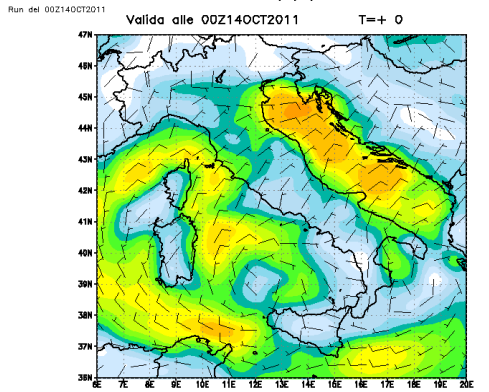 Run del 00Z14OCT2011
Valida alle 00Z14OCT2011 T=+ 0
47N
46N
45N
44N
43N
42N
41N
40N
39N
38N
37N
36N
6E 7E 8E 9E 10E 11E 12E 13E 14E 15E 16E 17E 18E 19E 20E